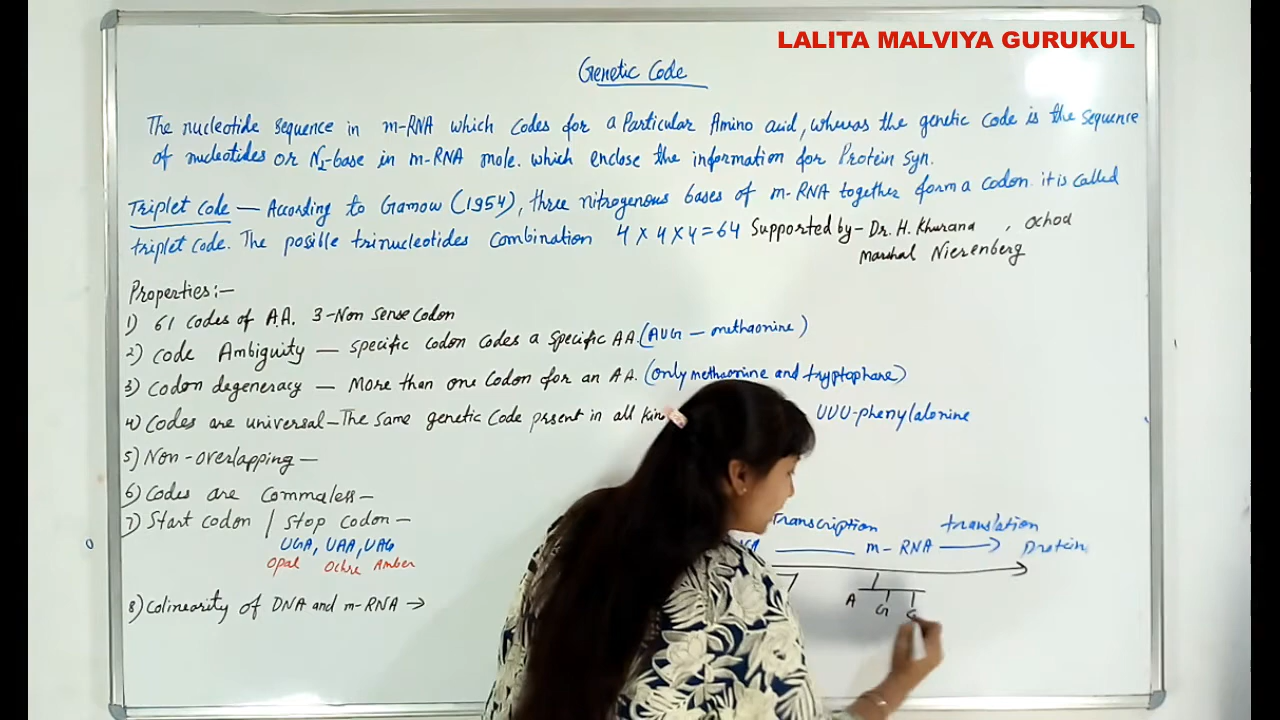 LALITA MALVIYA GURUKUL
Genetic Code
The nucleotide sequence in m-RNA which codes for a Particular Amino acid, whereas the genetic code is the sequence
of nucleotides or N2-base in m-RNA mole. which enclose the information for Protein Syn.
Triplet code — According to Gamow (1954), three nitrogenous bases of m-RNA together form a codon. it is called
triplet code. The possible trinucleotides Combination 4 x 4 x 4 = 64 Supported by - Dr. H. Khurana , Ochoa
Marshal Nierenberg
Properties:-
1) 61 codes of A.A. 3-Non Sense Codon
2) Code Ambiguity — Specific codon codes a specific AA. (AUG — methaonine)
3) Codon degeneracy — More than one Codon for an A.A. (only methaonine and tryptophane)
4) Codes are universal - The same genetic Code present in all kin
UUU-phenylalenine
5) Non-overlapping —
6) Codes are Commaless -
7) Start codon / Stop codon —
UGA, UAA, UAG
Opal Ochre Amber
Transcription translation
m-RNA Protein
A G
8) Colinearity of DNA and m-RNA →